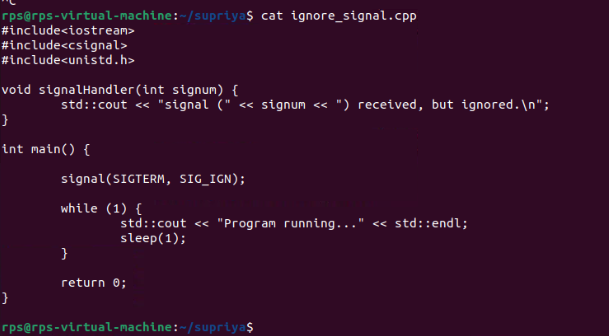 ^C
rps@rps-virtual-machine:~/supriya$ cat ignore_signal.cpp
#include<iostream>
#include<csignal>
#include<unistd.h>
void signalHandler(int signum) {
        std::cout << "signal (" << signum << ") received, but ignored.\n";
}
int main() {
        signal(SIGTERM, SIG_IGN);
        while (1) {
                std::cout << "Program running..." << std::endl;
                sleep(1);
        }
        return 0;
}
rps@rps-virtual-machine:~/supriya$